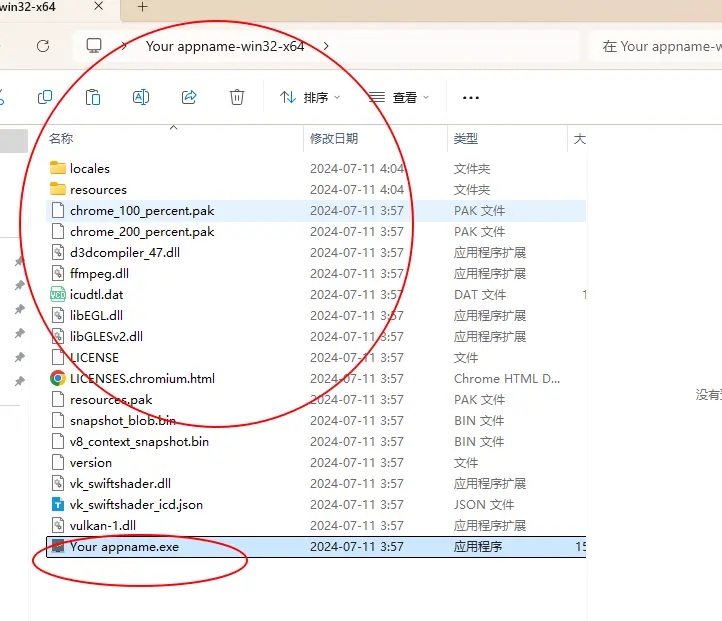 win32-x64
Your appname-win32-x64
在 Your appname-w
排序
查看
名称 修改日期 类型 大
locales 2024-07-11 4:04 文件夹
resources 2024-07-11 4:04 文件夹
chrome_100_percent.pak 2024-07-11 3:57 PAK 文件
chrome_200_percent.pak 2024-07-11 3:57 PAK 文件
d3dcompiler_47.dll 2024-07-11 3:57 应用程序扩展
ffmpeg.dll 2024-07-11 3:57 应用程序扩展
icudtl.dat 2024-07-11 3:57 DAT 文件 1
libEGL.dll 2024-07-11 3:57 应用程序扩展
libGLESv2.dll 2024-07-11 3:57 应用程序扩展
LICENSE 2024-07-11 3:57 文件
LICENSES.chromium.html 2024-07-11 3:57 Chrome HTML D...
resources.pak 2024-07-11 3:57 PAK 文件
没有
snapshot_blob.bin 2024-07-11 3:57 BIN 文件
v8_context_snapshot.bin 2024-07-11 3:57 BIN 文件
version 2024-07-11 3:57 文件
vk_swiftshader.dll 2024-07-11 3:57 应用程序扩展
vk_swiftshader_icd.json 2024-07-11 3:57 JSON 文件
vulkan-1.dll 2024-07-11 3:57 应用程序扩展
Your appname.exe 2024-07-11 3:57 应用程序 15